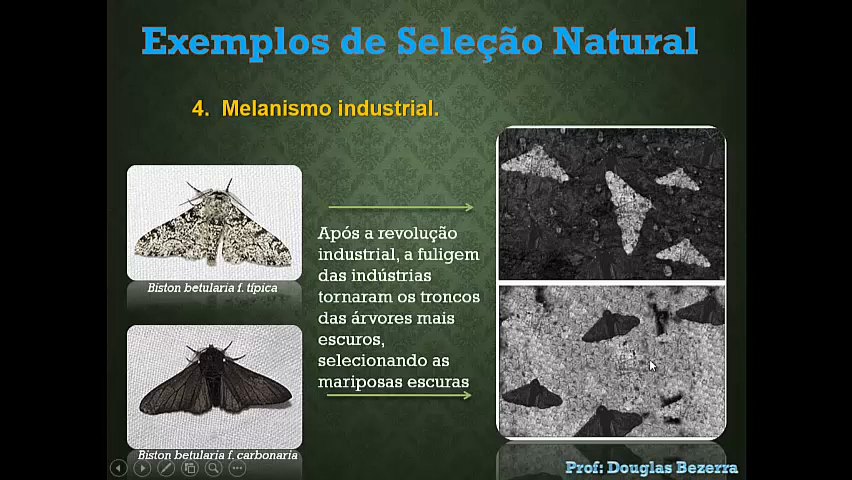 Exemplos de Seleção Natural
4. Melanismo industrial.
Biston betularia f. típica
Biston betularia f. carbonaria
Após a revolução
industrial, a fuligem
das indústrias
tornaram os troncos
das árvores mais
escuros,
selecionando as
mariposas escuras
Prof: Douglas Bezerra